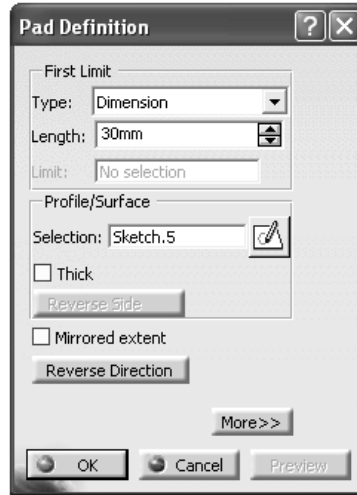 Pad Definition
First Limit
Type: Dimension
Length: 30mm
Limit: No selection
Profile/Surface
Selection: Sketch.5
Thick
Reverse Side
Mirrored extent
Reverse Direction
More>>
OK Cancel Preview